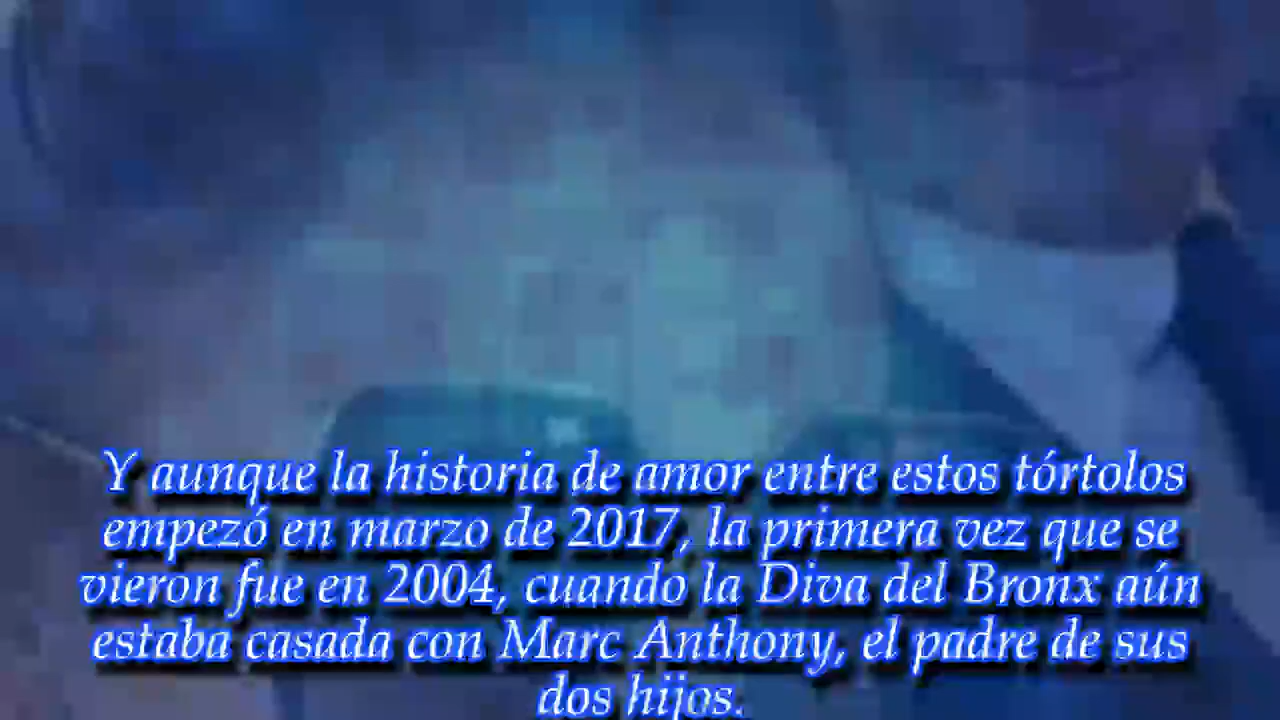 Y aunque la historia de amor entre estos tórtolos
empezó en marzo de 2017, la primera vez que se
vieron fue en 2004, cuando la Diva del Bronx aún
estaba casada con Marc Anthony, el padre de sus
dos hijos.